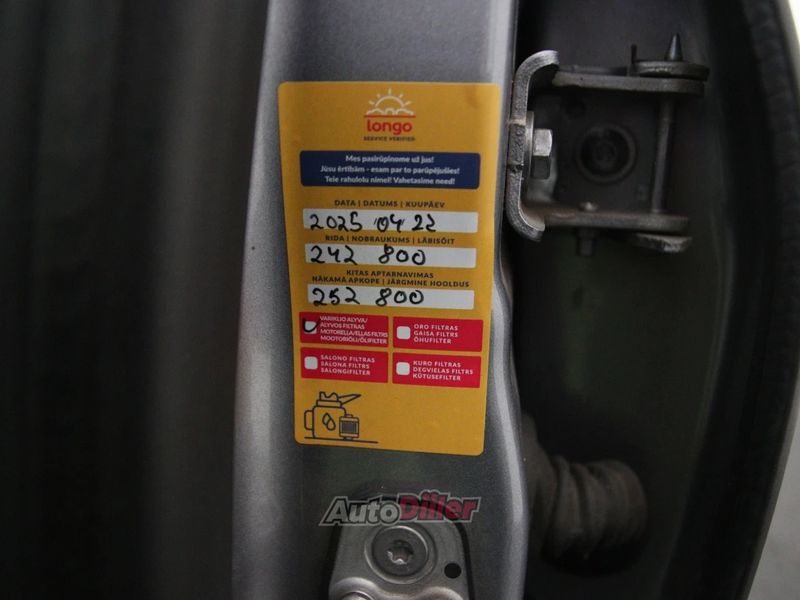 longo
SERVICE VERIFIED
Mes pasirūpinome už jus!
Jūsu ērtībām - esam par to parūpējušies!
Teie rahulolu nimel! Vahetasime need!
DATA | DATUMS | KUUPÄEV
2025 04 22
RIDA | NOBRAUKUMS | LÄBISÕIT
242 800
KITAS APTARNAVIMAS
NĀKAMA APKOPE | JÄRGMINE HOOLDUS
252 800
VARIKLIO ALYVA/
ALYVOS FILTRAS
MOTOREĻĻA/EĻĻAS FILTRS
MOOTORIÕLI/ÕLIFILTER
ORO FILTRAS
GAISA FILTRS
ÕHUFILTER
SALONO FILTRAS
SALONA FILTRS
SALONGIFILTER
KURO FILTRAS
DEGVIELAS FILTRS
KÜTUSEFILTER
AutoDiller